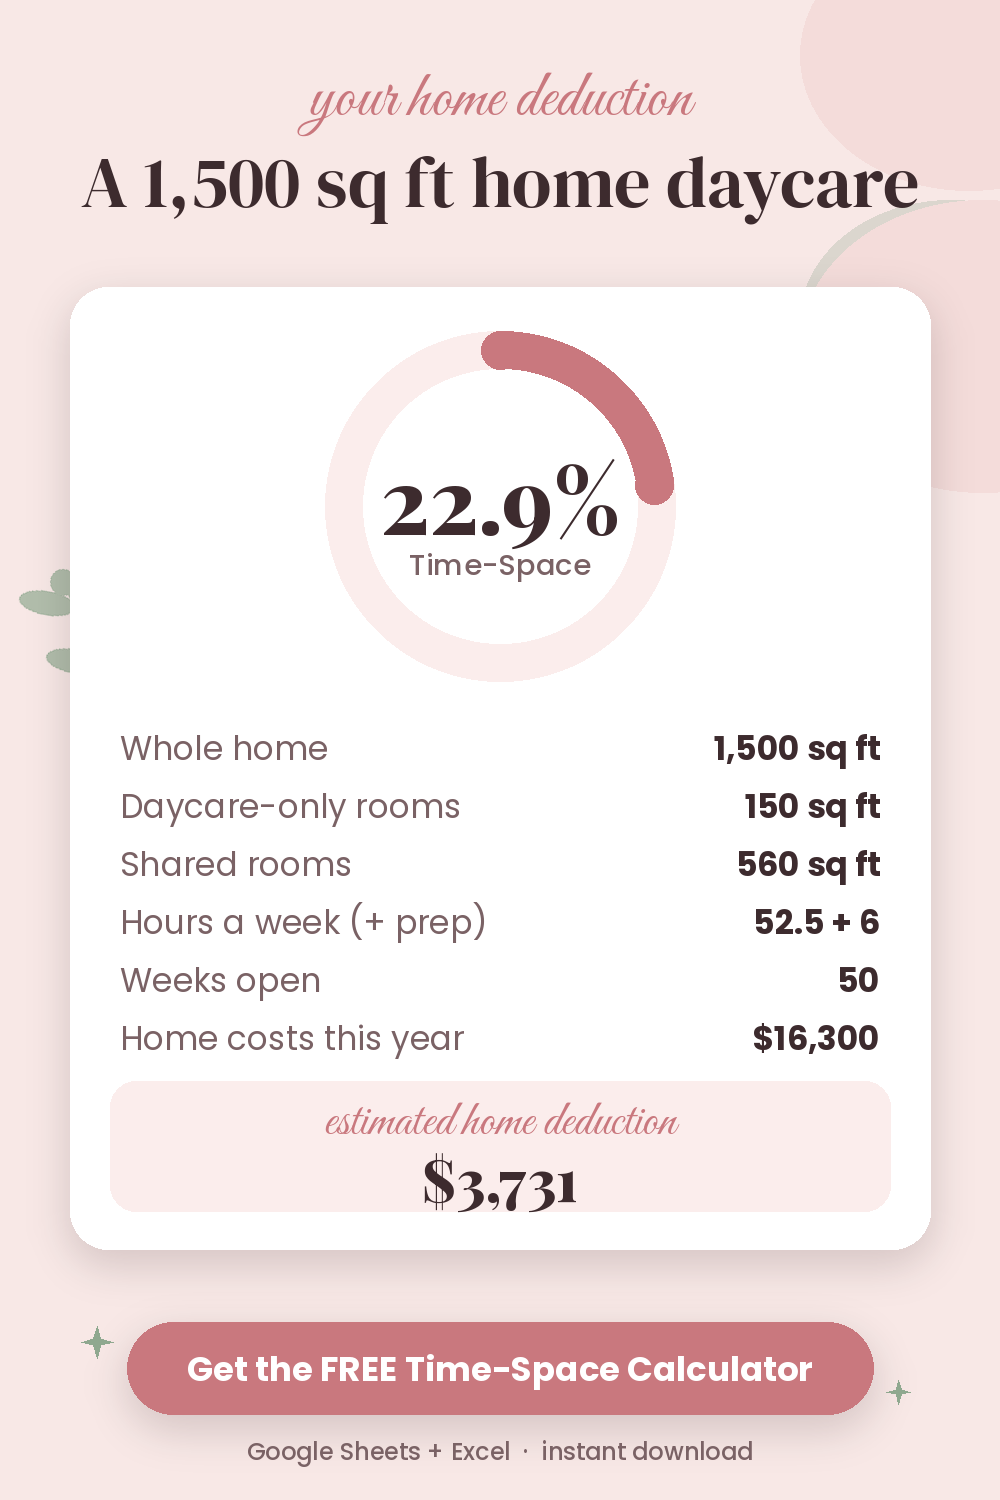 your home deduction
A 1,500 sq ft home daycare
22.9%
Time-Space
Whole home 1,500 sq ft
Daycare-only rooms 150 sq ft
Shared rooms 560 sq ft
Hours a week (+ prep) 52.5 + 6
Weeks open 50
Home costs this year $16,300
estimated home deduction
$3,731
Get the FREE Time-Space Calculator
Google Sheets + Excel · instant download